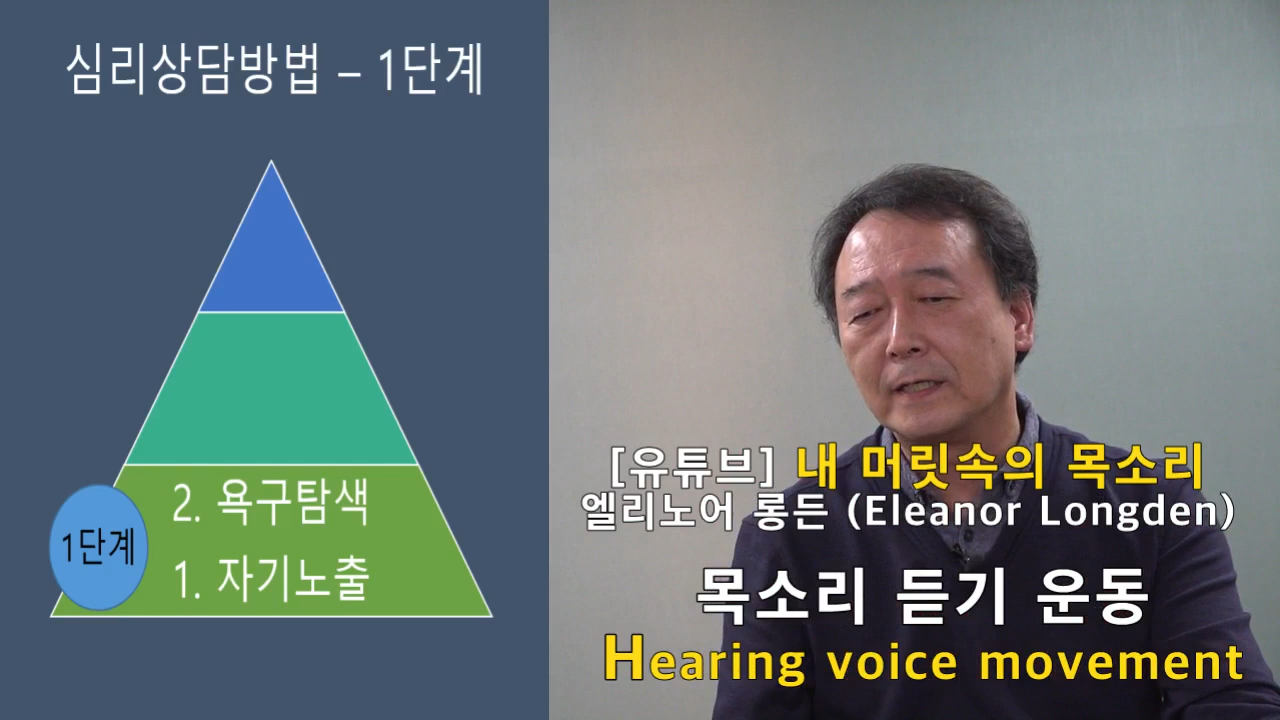 심리상담방법 – 1단계
2. 욕구탐색
1단계
1. 자기노출
[유튜브] 내 머릿속의 목소리
엘리노어 롱든 (Eleanor Longden)
목소리 듣기 운동
Hearing voice movement